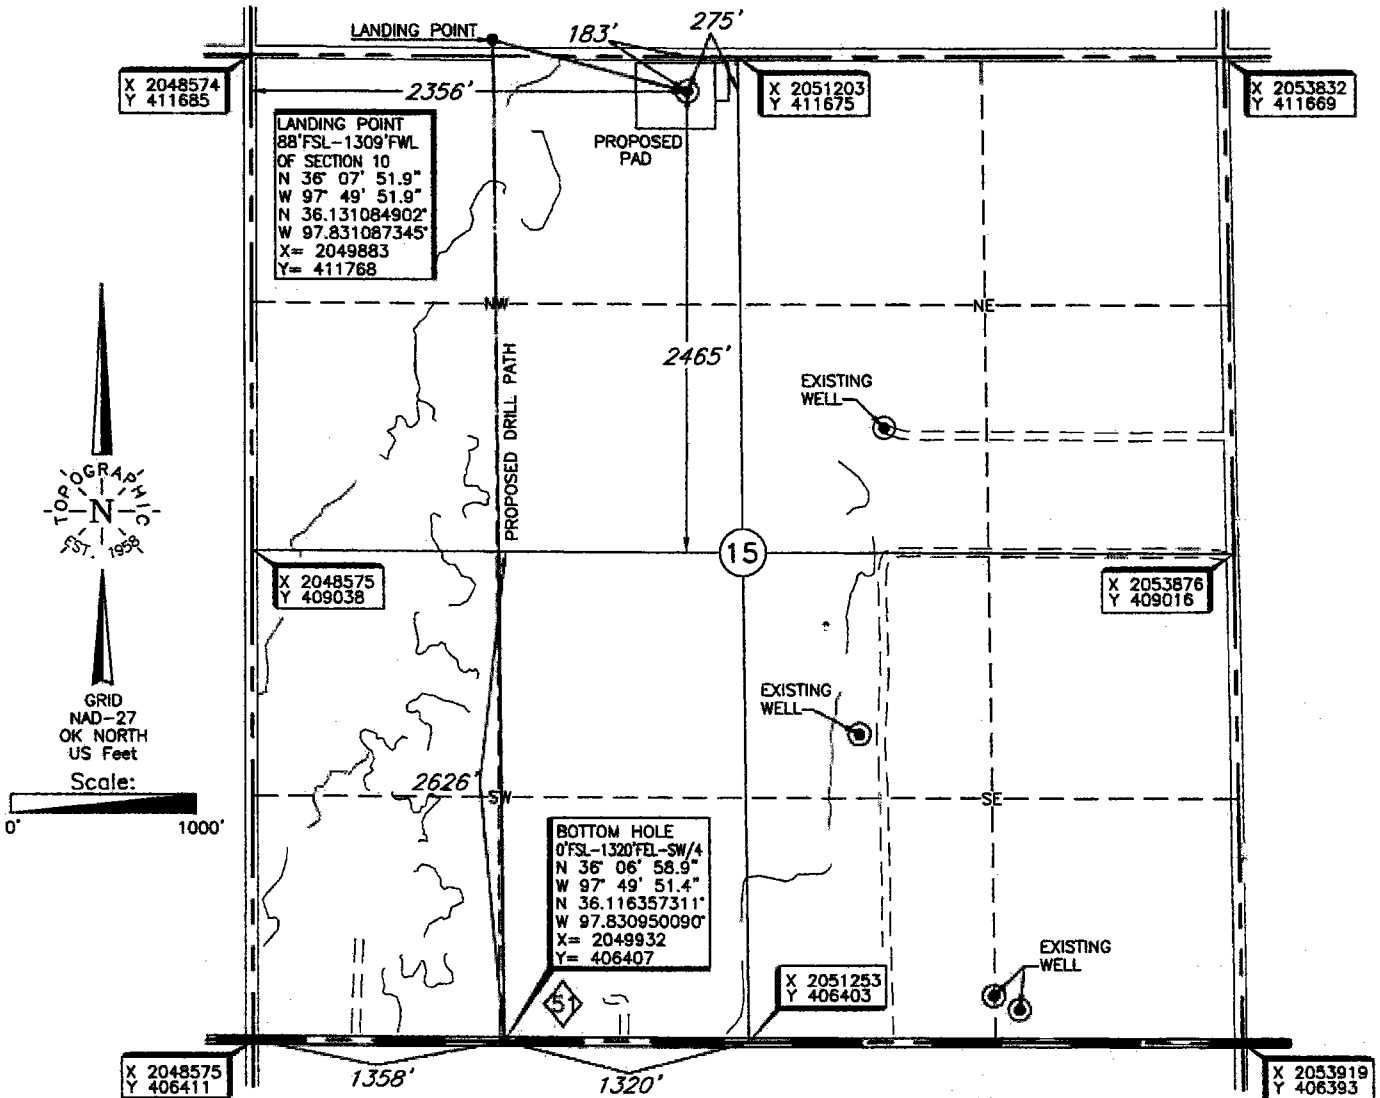 LANDING POINT
183'
275'
X 2048574
Y 411685
2356'
X 2051203
Y 411675
X 2053832
Y 411669
LANDING POINT
88'FSL-1309'FWL
OF SECTION 10
N 36° 07' 51.9"
W 97° 49' 51.9"
N 36.131084902°
W 97.831087345°
X= 2049883
Y= 411768
PROPOSED
PAD
NW
NE
2465'
PROPOSED DRILL PATH
EXISTING
WELL
TOPOGRAPHIC
N
EST. 1958
15
X 2048575
Y 409038
X 2053876
Y 409016
GRID
NAD-27
OK NORTH
US Feet
Scale:
0'
1000'
EXISTING
WELL
2626'
SW
SE
BOTTOM HOLE
0'FSL-1320'FEL-SW/4
N 36° 06' 58.9"
W 97° 49' 51.4"
N 36.116357311°
W 97.830950090°
X= 2049932
Y= 406407
51
EXISTING
WELL
X 2051253
Y 406403
X 2048575
Y 406411
1358'
1320'
X 2053919
Y 406393